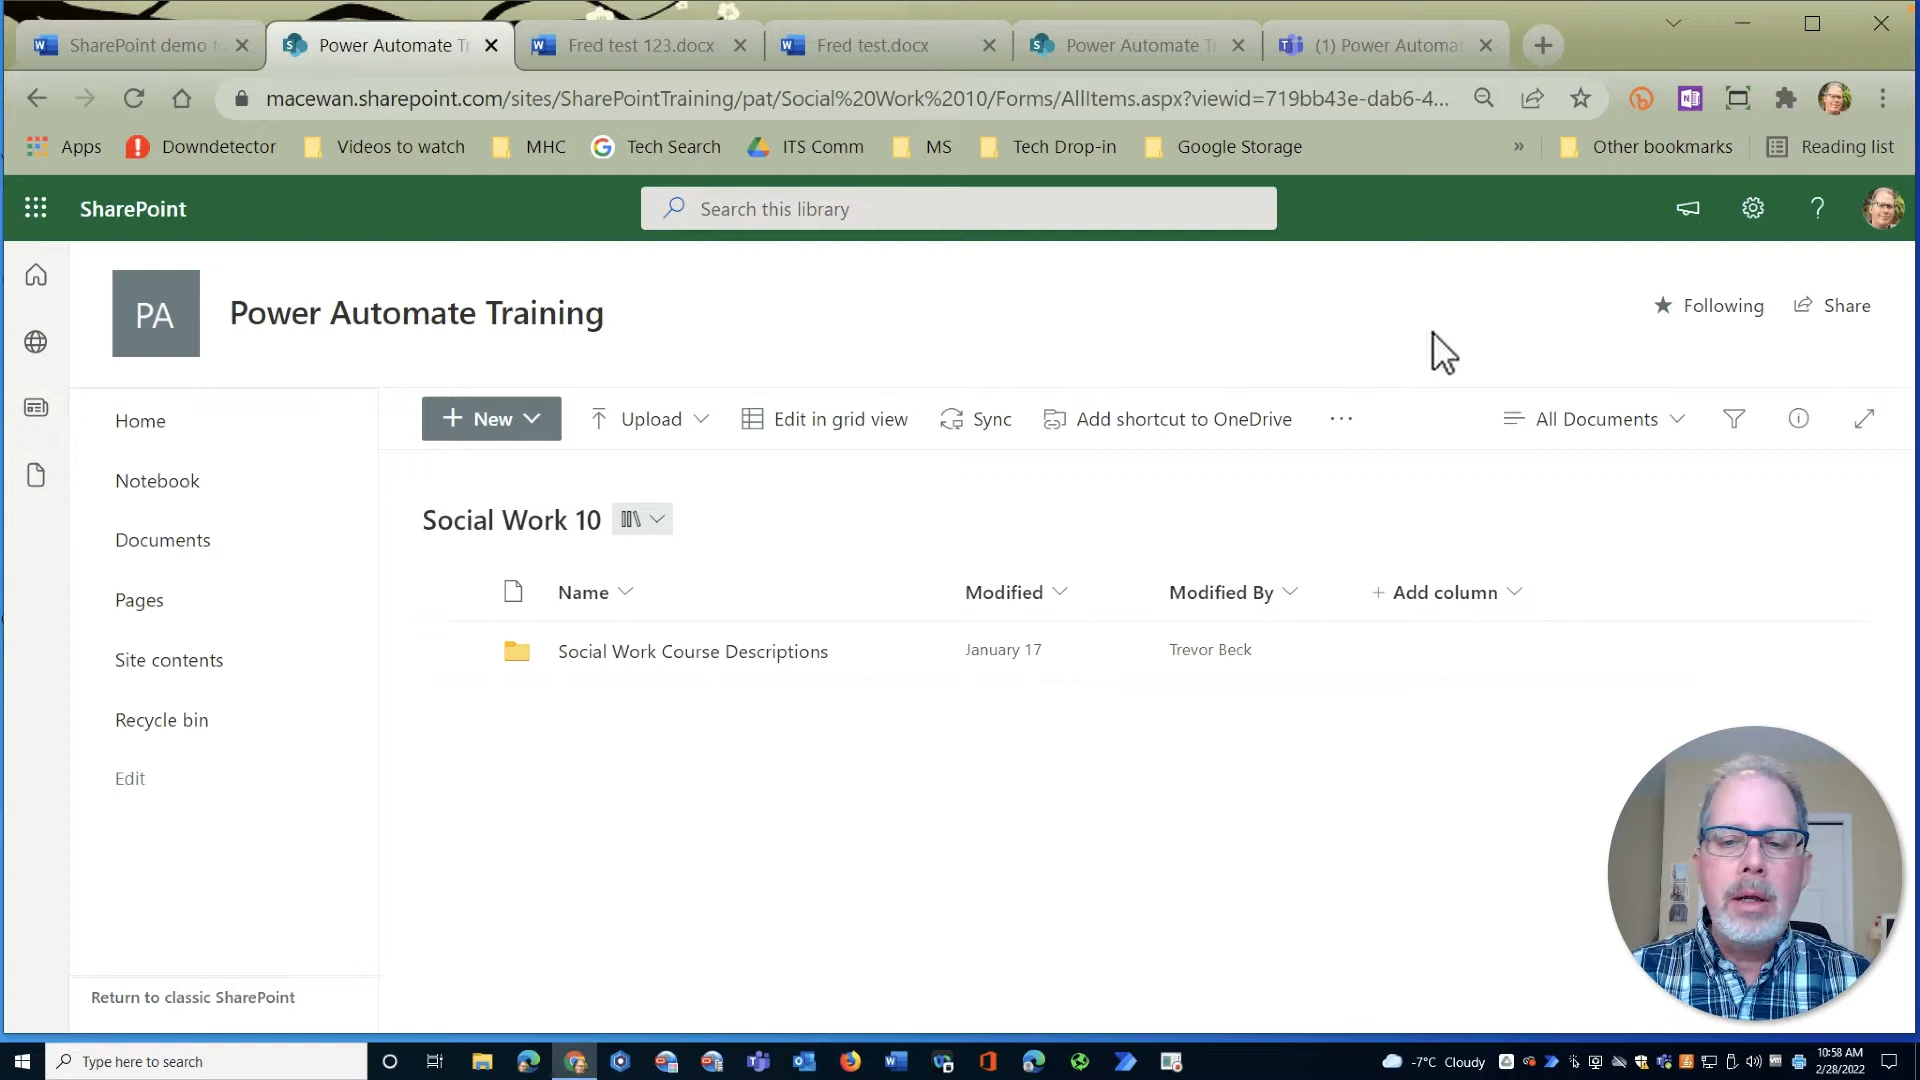 SharePoint demo
Power Automate Tr
Fred test 123.docx
Fred test.docx
Power Automate T
(1) Power Automa
macewan.sharepoint.com/sites/SharePointTraining/pat/Social%20Work%2010/Forms/AllItems.aspx?viewid=719bb43e-dab6-4...
Apps
Downdetector
Videos to watch
MHC
Tech Search
ITS Comm
MS
Tech Drop-in
Google Storage
»
Other bookmarks
Reading list
SharePoint
Search this library
PA
Power Automate Training
Following
Share
Home
Notebook
Documents
Pages
Site contents
Recycle bin
Edit
Return to classic SharePoint
+ New
Upload
Edit in grid view
Sync
Add shortcut to OneDrive
...
All Documents
Social Work 10
Name
Modified
Modified By
+ Add column
Social Work Course Descriptions
January 17
Trevor Beck
Type here to search
-7°C Cloudy
10:58 AM
2/28/2022